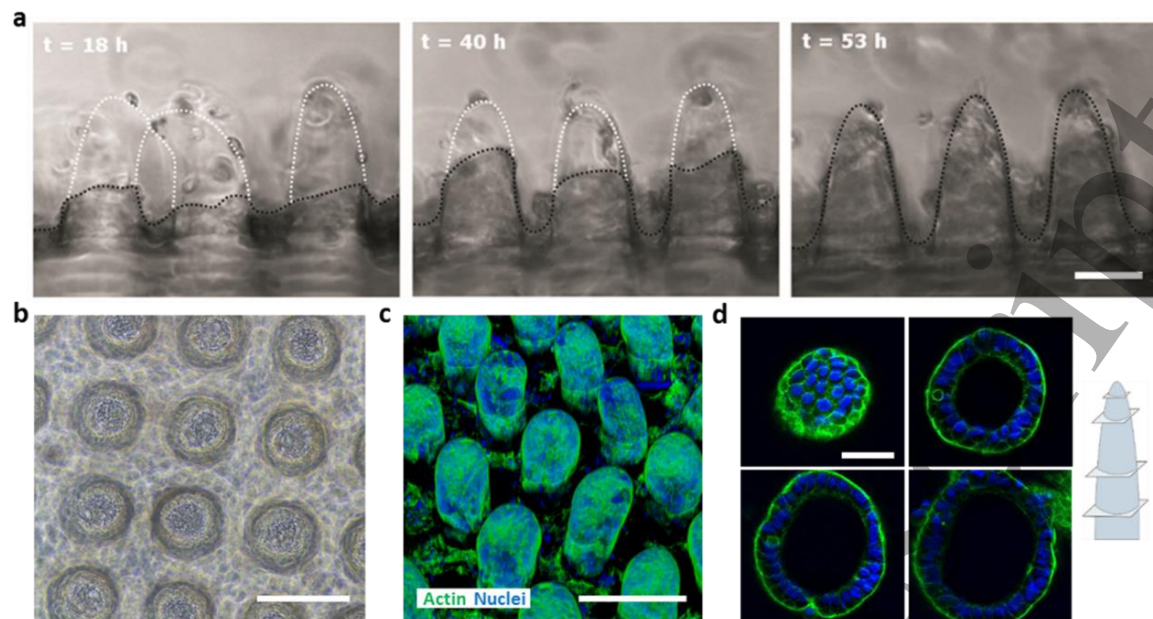 a
t = 18 h
t = 40 h
t = 53 h
b
c
d
Actin Nuclei